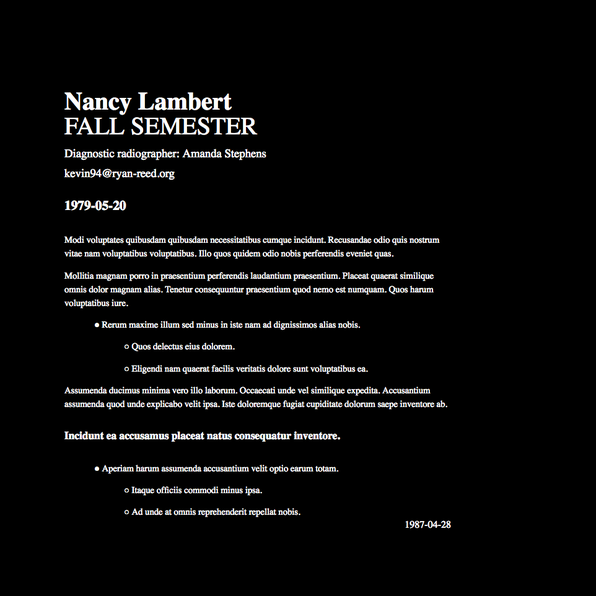 Nancy Lambert
FALL SEMESTER
Diagnostic radiographer: Amanda Stephens
kevin94@ryan-reed.org
1979-05-20
Modi voluptates quibusdam quibusdam necessitatibus cumque incidunt. Recusandae odio quis nostrum
vitae nam voluptatibus voluptatibus. Illo quos quidem odio nobis perferendis eveniet quas.
Mollitia magnam porro in praesentium perferendis laudantium praesentium. Placeat quaerat similique
omnis dolor magnam alias. Tenetur consequuntur praesentium quod nemo est numquam. Quos harum
voluptatibus iure.
• Rerum maxime illum sed minus in iste nam ad dignissimos alias nobis.
○ Quos delectus eius dolorem.
○ Eligendi nam quaerat facilis veritatis dolore sunt voluptatibus ea.
Assumenda ducimus minima vero illo laborum. Occaecati unde vel similique expedita. Accusantium
assumenda quod unde explicabo velit ipsa. Iste doloremque fugiat cupiditate dolorum saepe inventore ab.
Incidunt ea accusamus placeat natus consequatur inventore.
• Aperiam harum assumenda accusantium velit optio earum totam.
○ Itaque officiis commodi minus ipsa.
○ Ad unde at omnis reprehenderit repellat nobis.
1987-04-28